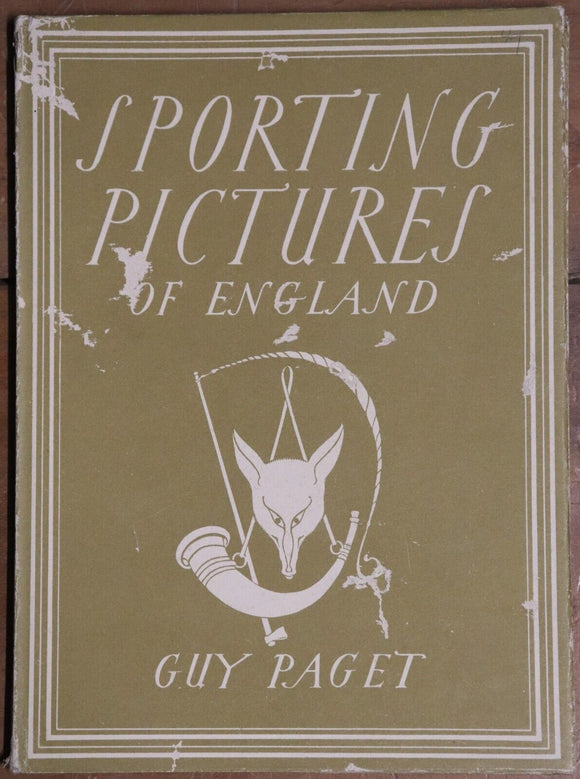 SPORTING
PICTURES
OF ENGLAND
GUY PAGET